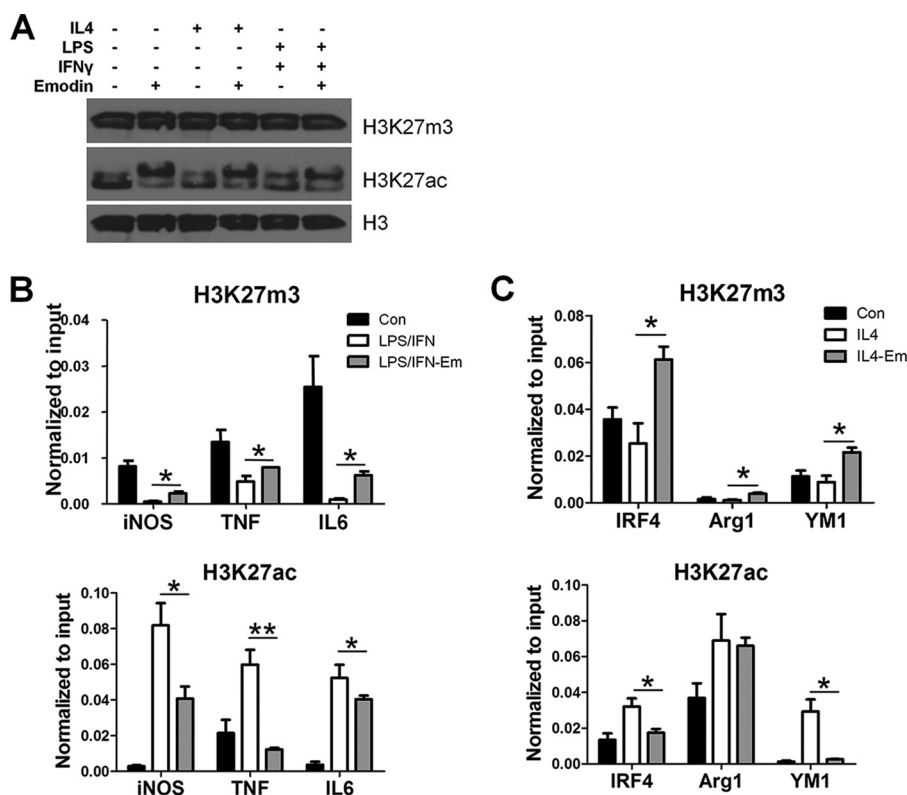 A
IL4 - - + + - -
LPS - - - - + +
IFNγ - - - - + +
Emodin - + - + - +
H3K27m3
H3K27ac
H3
B
H3K27m3
Normalized to input
0.04
0.03
0.02
0.01
0.00
Con
LPS/IFN
LPS/IFN-Em
* * *
iNOS TNF IL6
H3K27ac
Normalized to input
0.10
0.08
0.06
0.04
0.02
0.00
* ** *
iNOS TNF IL6
C
H3K27m3
Normalized to input
0.08
0.06
0.04
0.02
0.00
Con
IL4
IL4-Em
* * *
IRF4 Arg1 YM1
H3K27ac
Normalized to input
0.10
0.08
0.06
0.04
0.02
0.00
* *
IRF4 Arg1 YM1